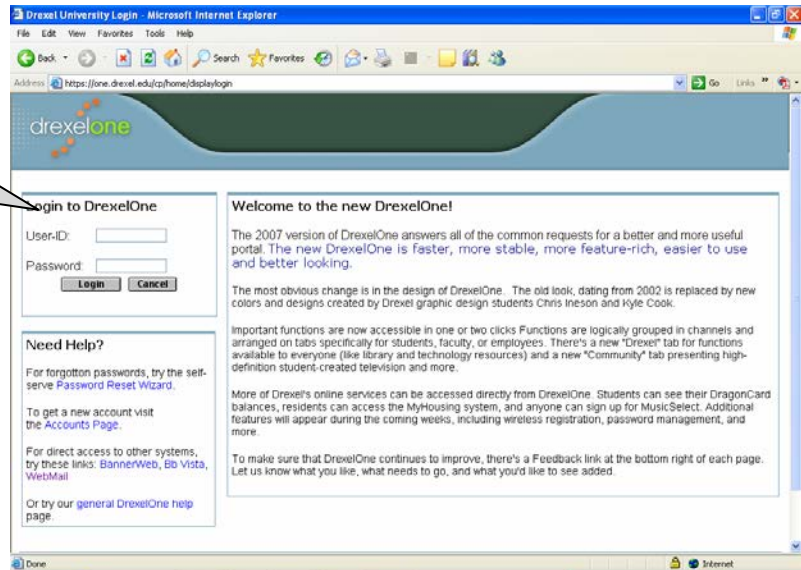 Drexel University Login - Microsoft Internet Explorer
File Edit View Favorites Tools Help
Back Search Favorites
Address https://one.drexel.edu/cp/home/displaylogin Go Links »
drexelone
Login to DrexelOne
User-ID:
Password:
Login Cancel
Need Help?
For forgotton passwords, try the self-
serve Password Reset Wizard.
To get a new account visit
the Accounts Page.
For direct access to other systems,
try these links: BannerWeb, Bb Vista,
WebMail
Or try our general DrexelOne help
page.
Welcome to the new DrexelOne!
The 2007 version of DrexelOne answers all of the common requests for a better and more useful
portal. The new DrexelOne is faster, more stable, more feature-rich, easier to use
and better looking.
The most obvious change is in the design of DrexelOne. The old look, dating from 2002 is replaced by new
colors and designs created by Drexel graphic design students Chris Ineson and Kyle Cook.
Important functions are now accessible in one or two clicks Functions are logically grouped in channels and
arranged on tabs specifically for students, faculty, or employees. There's a new "Drexel" tab for functions
available to everyone (like library and technology resources) and a new "Community" tab presenting high-
definition student-created television and more.
More of Drexel's online services can be accessed directly from DrexelOne. Students can see their DragonCard
balances, residents can access the MyHousing system, and anyone can sign up for MusicSelect. Additional
features will appear during the coming weeks, including wireless registration, password management, and
more.
To make sure that DrexelOne continues to improve, there's a Feedback link at the bottom right of each page.
Let us know what you like, what needs to go, and what you'd like to see added.
Done Internet